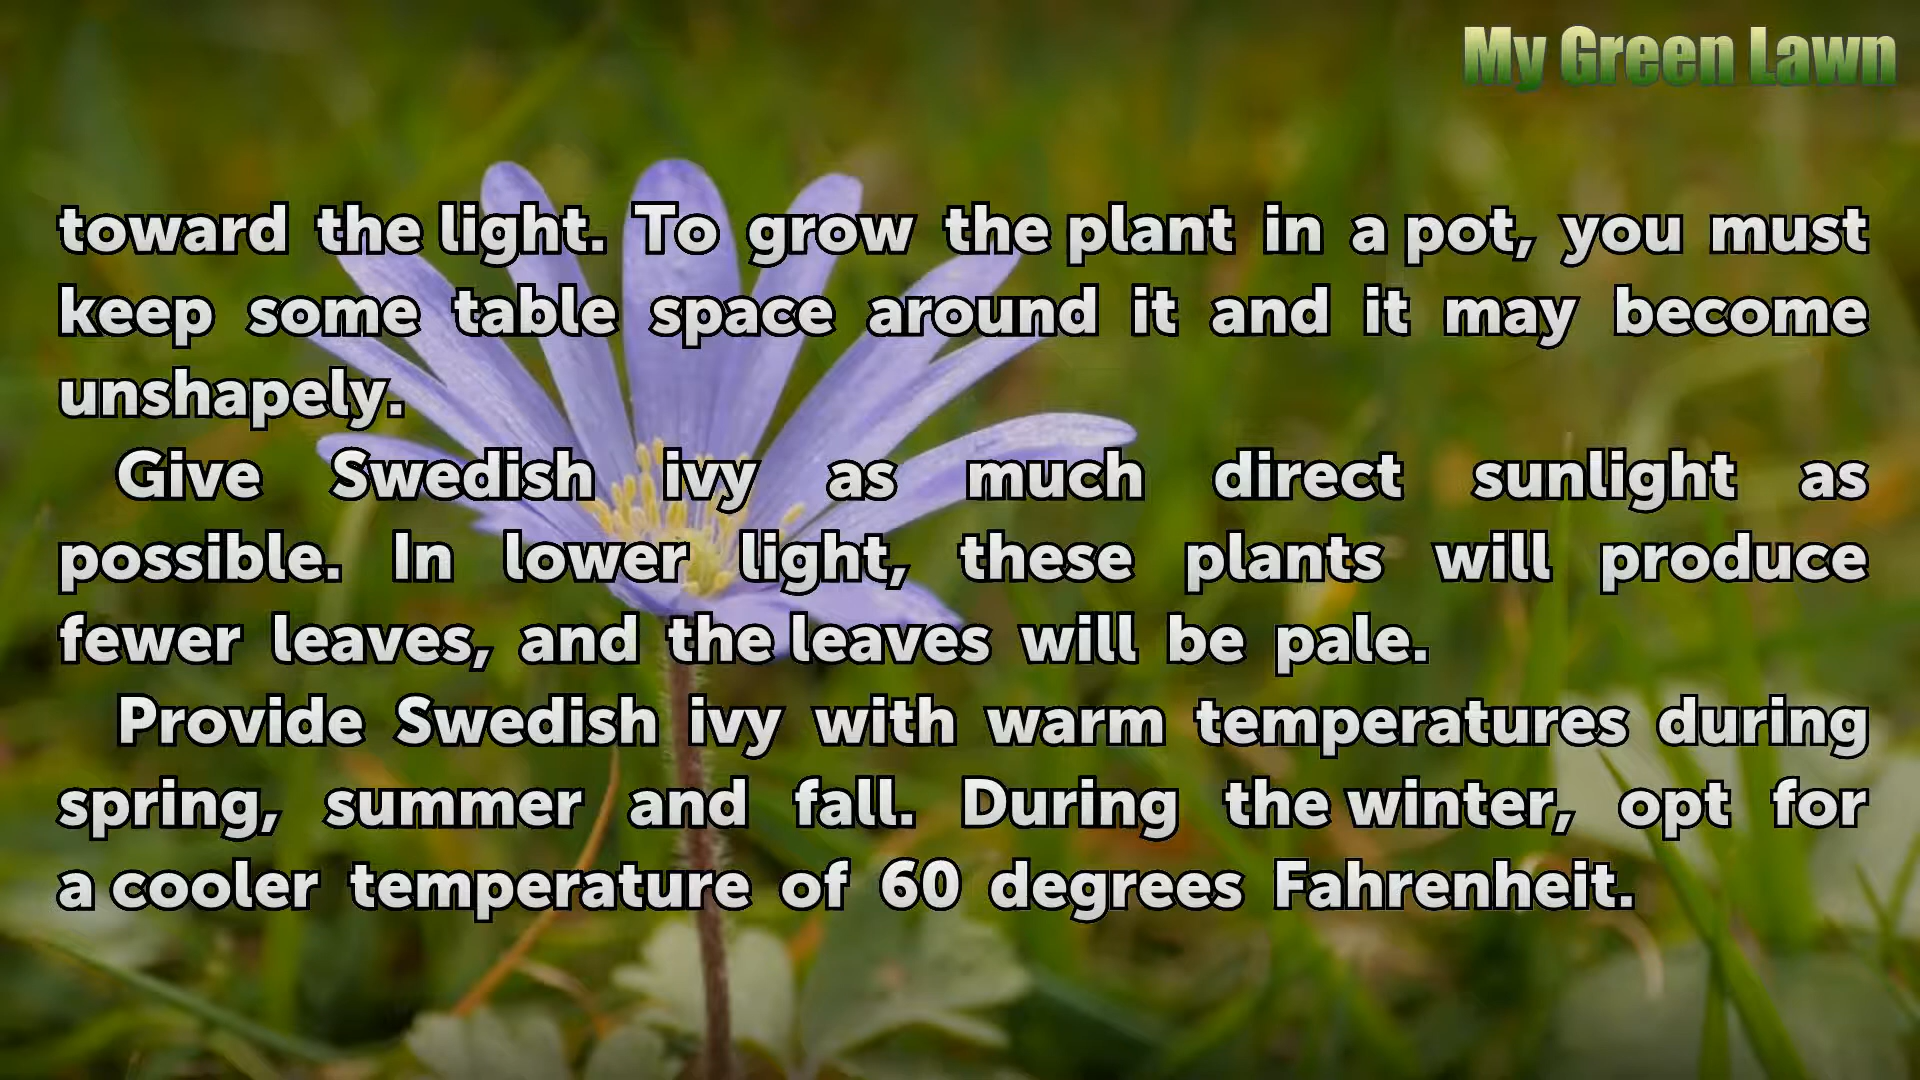 My Green Lawn
toward the light. To grow the plant in a pot, you must
keep some table space around it and it may become
unshapely.
Give Swedish ivy as much direct sunlight as
possible. In lower light, these plants will produce
fewer leaves, and the leaves will be pale.
Provide Swedish ivy with warm temperatures during
spring, summer and fall. During the winter, opt for
a cooler temperature of 60 degrees Fahrenheit.